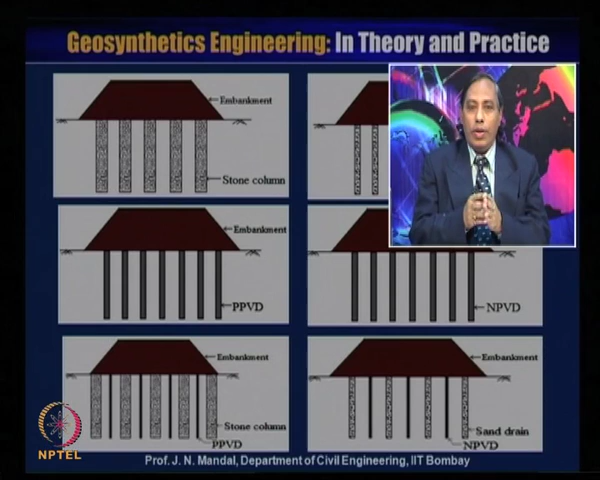 Geosynthetics Engineering: In Theory and Practice
Embankment
Stone column
Embankment
PPVD
NPVD
Embankment
Stone column
PPVD
Embankment
Sand drain
NPVD
NPTEL
Prof. J. N. Mandal, Department of Civil Engineering, IIT Bombay